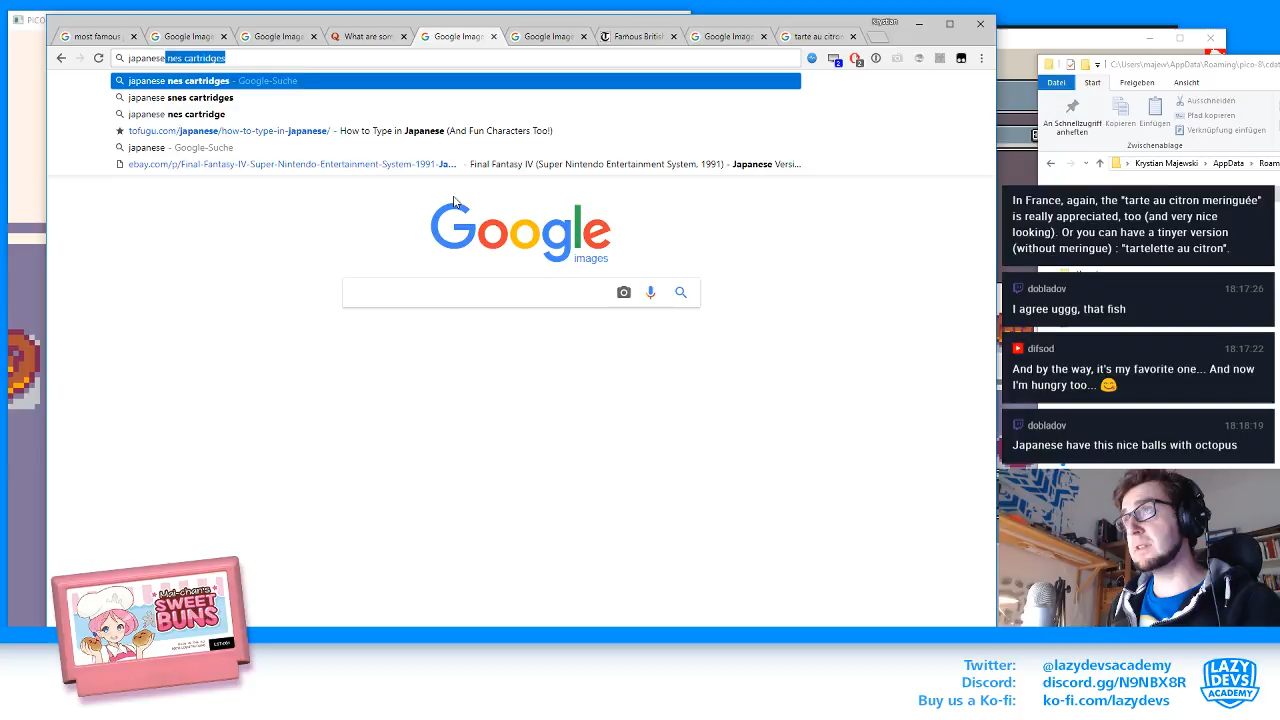 PICO
Krystian
most famous
Google Image
Google Image
What are som
Google Image
Google Image
Famous British
Google Image
tarte au citron
japanese nes cartridges
japanese nes cartridges - Google-Suche
japanese snes cartridges
japanese nes cartridge
tofugu.com/japanese/how-to-type-in-japanese/ - How to Type in Japanese (And Fun Characters Too!)
japanese - Google-Suche
ebay.com/p/Final-Fantasy-IV-Super-Nintendo-Entertainment-System-1991-Ja... - Final Fantasy IV (Super Nintendo Entertainment System, 1991) - Japanese Versi...
Google
images
C:\Users\majew\AppData\Roaming\pico-8\cdat
Datei
Start
Freigeben
Ansicht
An Schnellzugriff
anheften
Kopieren
Einfügen
Ausschneiden
Pfad kopieren
Verknüpfung einfügen
Zwischenablage
Krystian Majewski
AppData
Roam
In France, again, the "tarte au citron meringuée"
is really appreciated, too (and very nice
looking). Or you can have a tinyer version
(without meringue) : "tartelette au citron".
dobladov
18:17:26
I agree uggg, that fish
difsod
18:17:22
And by the way, it's my favorite one... And now
I'm hungry too... 😋
dobladov
18:18:19
Japanese have this nice balls with octopus
Mai-chan's
SWEET
BUNS
Twitter: @lazydevsacademy
Discord: discord.gg/N9NBX8R
Buy us a Ko-fi: ko-fi.com/lazydevs
LAZY
DEVS
ACADEMY